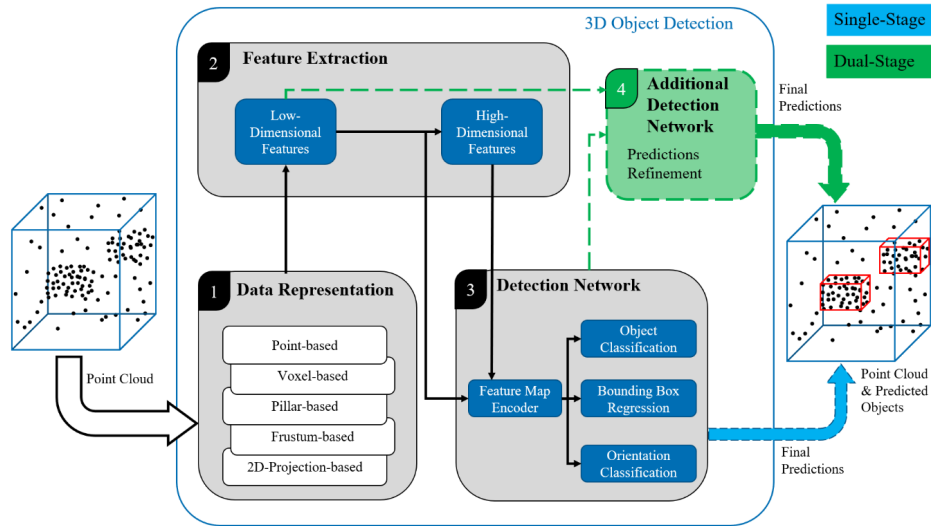 3D Object Detection
Single-Stage
Dual-Stage
2
Feature Extraction
Low-
Dimensional
Features
High-
Dimensional
Features
4
Additional
Detection
Network
Predictions
Refinement
Final
Predictions
1
Data Representation
Point-based
Voxel-based
Pillar-based
Frustum-based
2D-Projection-based
Point Cloud
3
Detection Network
Feature Map
Encoder
Object
Classification
Bounding Box
Regression
Orientation
Classification
Point Cloud
& Predicted
Objects
Final
Predictions